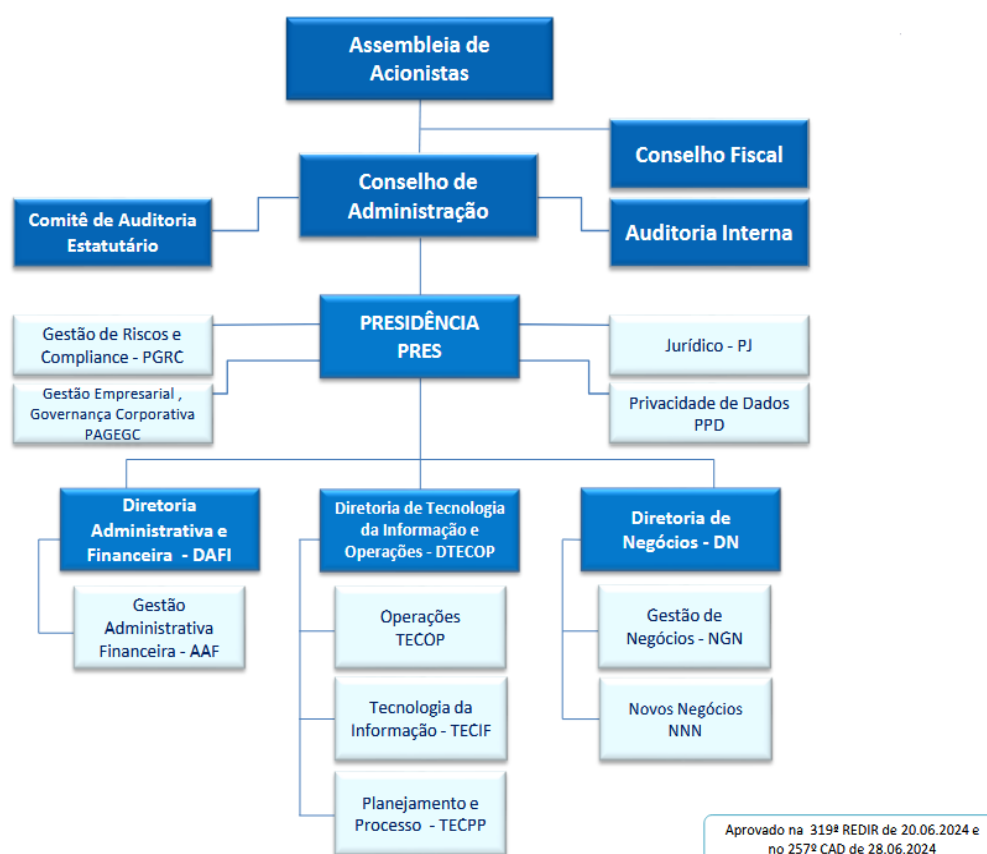 Assembleia de
Acionistas
Conselho Fiscal
Conselho de
Administração
Comitê de Auditoria
Estatutário
Auditoria Interna
PRESIDÊNCIA
PRES
Gestão de Riscos e
Compliance - PGRC
Jurídico - PJ
Gestão Empresarial ,
Governança Corporativa
PAGEGC
Privacidade de Dados
PPD
Diretoria
Administrativa e
Financeira - DAFI
Gestão
Administrativa
Financeira - AAF
Diretoria de Tecnologia
da Informação e
Operações - DTECOP
Operações
TECOP
Tecnologia da
Informação - TECIF
Planejamento e
Processo - TECPP
Diretoria de
Negócios - DN
Gestão de
Negócios - NGN
Novos Negócios
NNN
Aprovado na 319ª REDIR de 20.06.2024 e
no 257º CAD de 28.06.2024